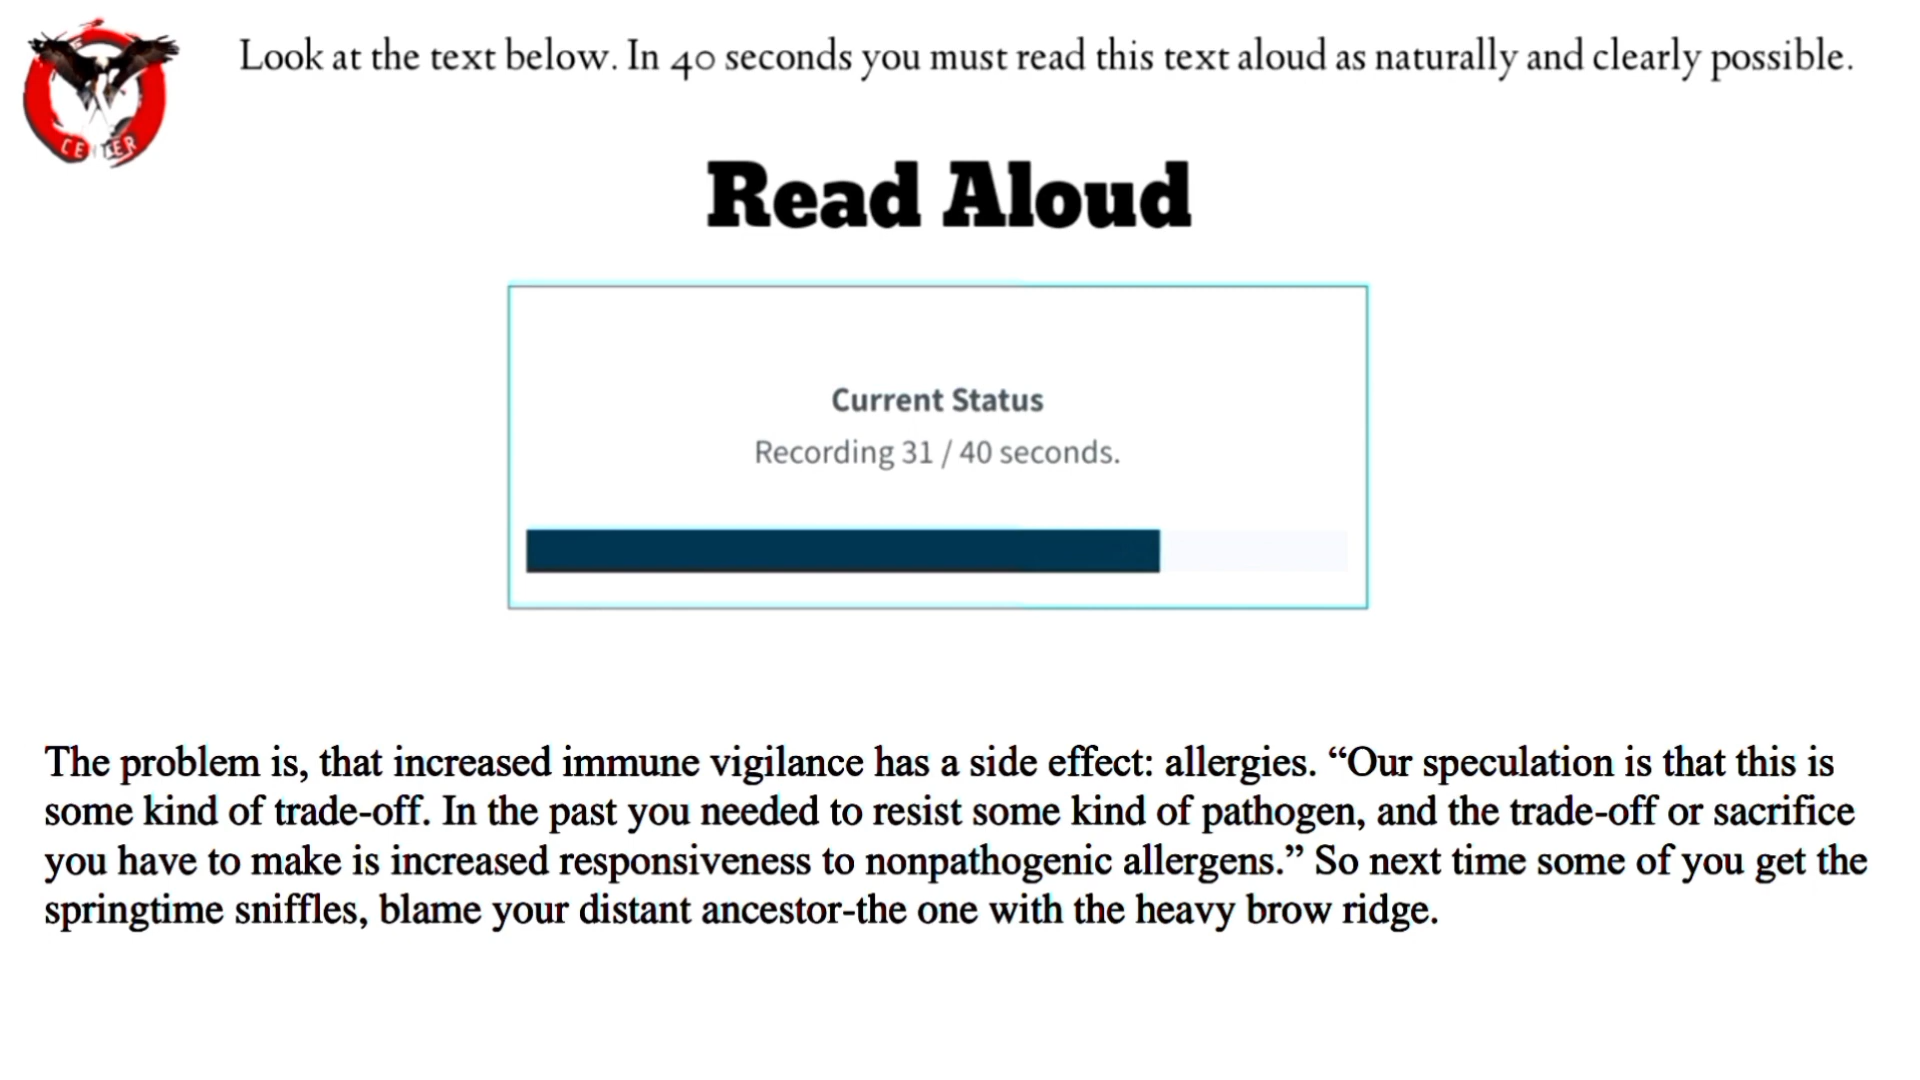 Look at the text below. In 40 seconds you must read this text aloud as naturally and clearly possible.
CENTER
Read Aloud
Current Status
Recording 31 / 40 seconds.
The problem is, that increased immune vigilance has a side effect: allergies. “Our speculation is that this is
some kind of trade-off. In the past you needed to resist some kind of pathogen, and the trade-off or sacrifice
you have to make is increased responsiveness to nonpathogenic allergens.” So next time some of you get the
springtime sniffles, blame your distant ancestor-the one with the heavy brow ridge.